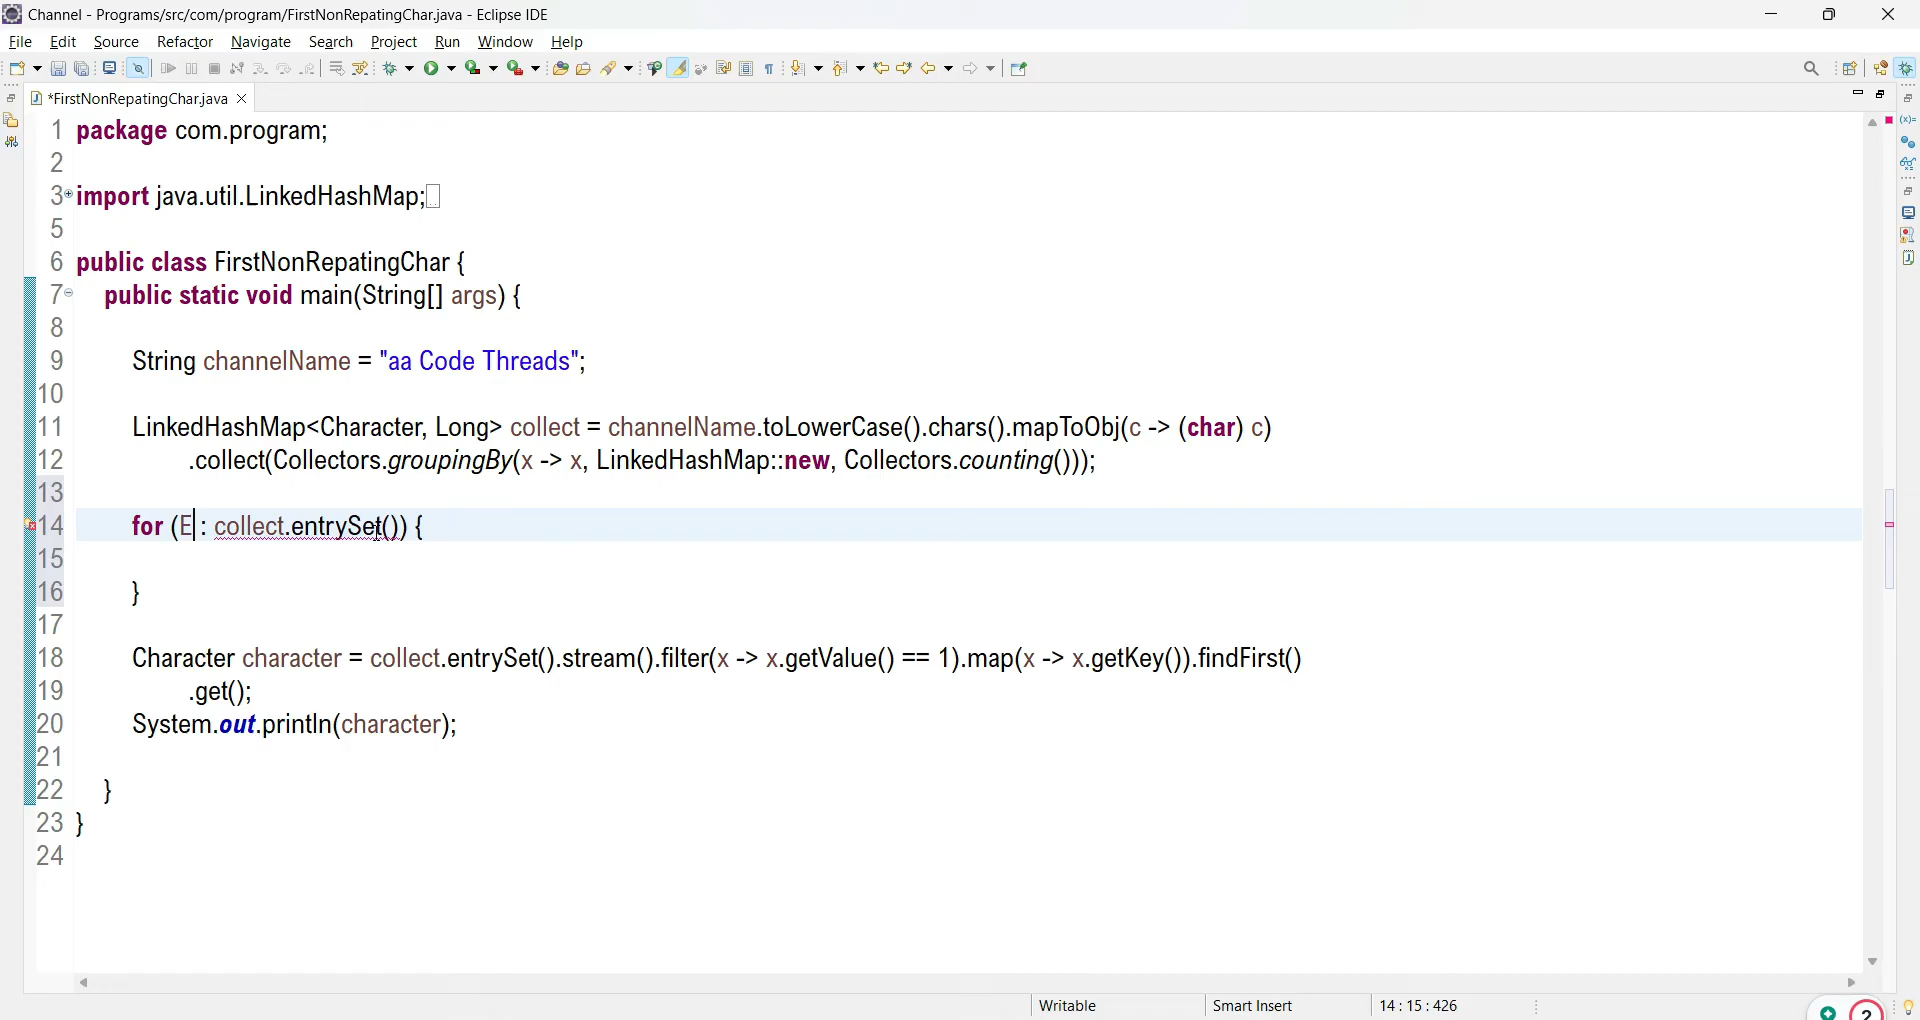 Channel - Programs/src/com/program/FirstNonRepatingChar.java - Eclipse IDE
File Edit Source Refactor Navigate Search Project Run Window Help
*FirstNonRepatingChar.java
1 package com.program;
2
3 import java.util.LinkedHashMap;
5
6 public class FirstNonRepatingChar {
7 public static void main(String[] args) {
8
9 String channelName = "aa Code Threads";
10
11 LinkedHashMap<Character, Long> collect = channelName.toLowerCase().chars().mapToObj(c -> (char) c)
12 .collect(Collectors.groupingBy(x -> x, LinkedHashMap::new, Collectors.counting()));
13
14 for (E : collect.entrySet()) {
15
16 }
17
18 Character character = collect.entrySet().stream().filter(x -> x.getValue() == 1).map(x -> x.getKey()).findFirst()
19 .get();
20 System.out.println(character);
21
22 }
23 }
24
Writable Smart Insert 14 : 15 : 426
2